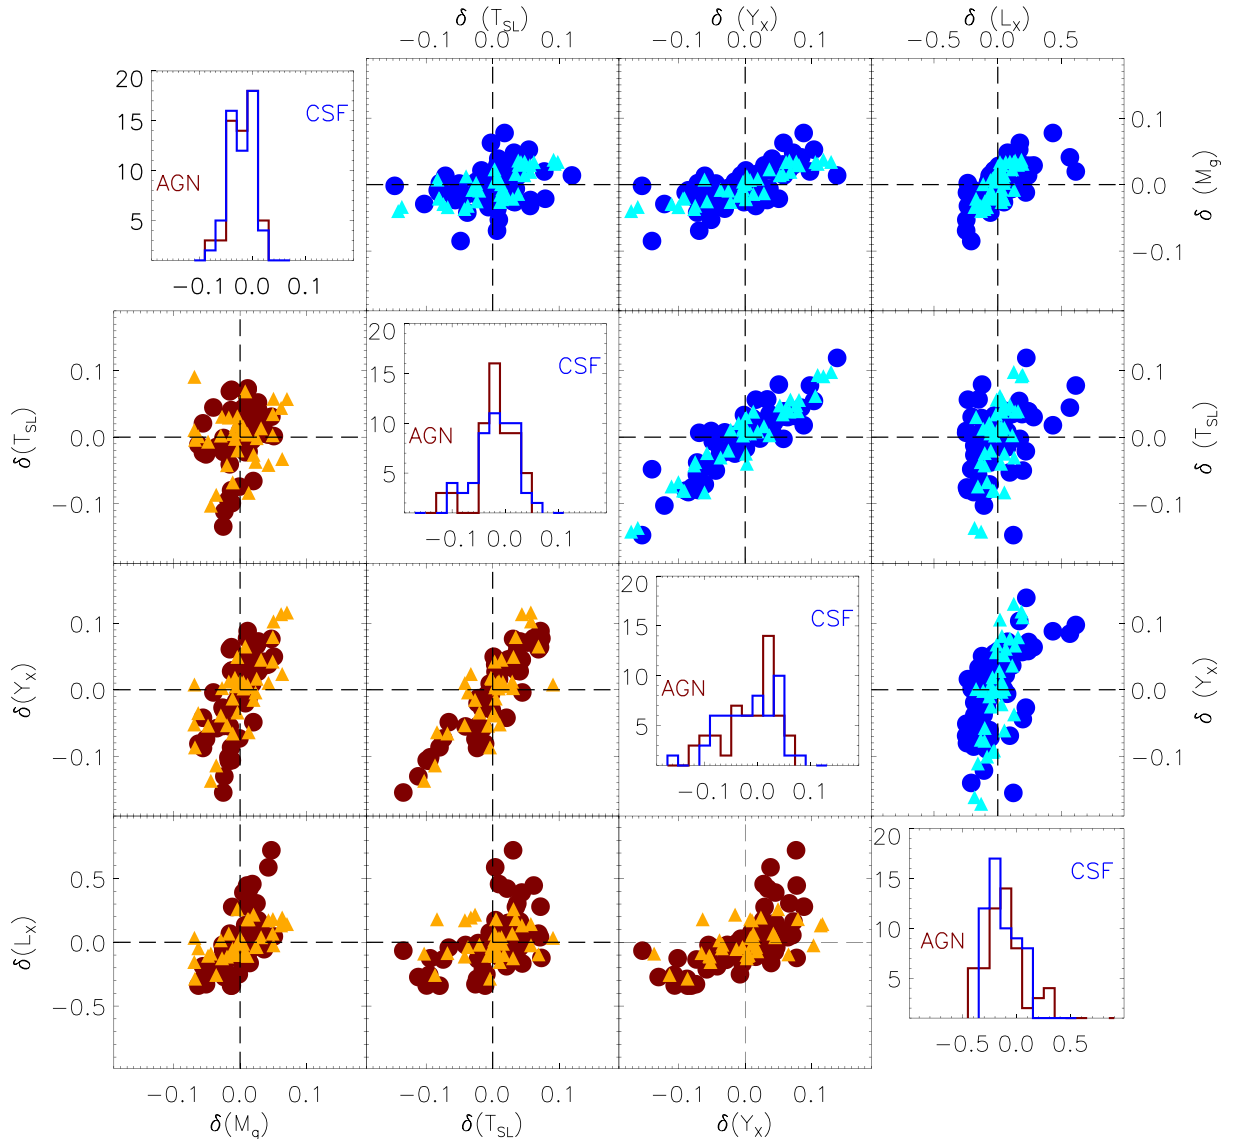 δ (T_SL) δ (Y_X) δ (L_X)
−0.1 0.0 0.1 −0.1 0.0 0.1 −0.5 0.0 0.5
20
15
10
5
CSF
AGN
−0.1 0.0 0.1
0.1
0.0
−0.1
δ (M_g)
0.1
0.0
−0.1
δ(T_SL)
20
15
10
5
CSF
AGN
−0.1 0.0 0.1
0.1
0.0
−0.1
δ (T_SL)
0.1
0.0
−0.1
δ(Y_X)
20
15
10
5
CSF
AGN
−0.1 0.0 0.1
0.1
0.0
−0.1
δ (Y_X)
0.5
0.0
−0.5
δ(L_X)
20
15
10
5
CSF
AGN
−0.5 0.0 0.5
−0.1 0.0 0.1 −0.1 0.0 0.1 −0.1 0.0 0.1
δ(M_g) δ(T_SL) δ(Y_X)